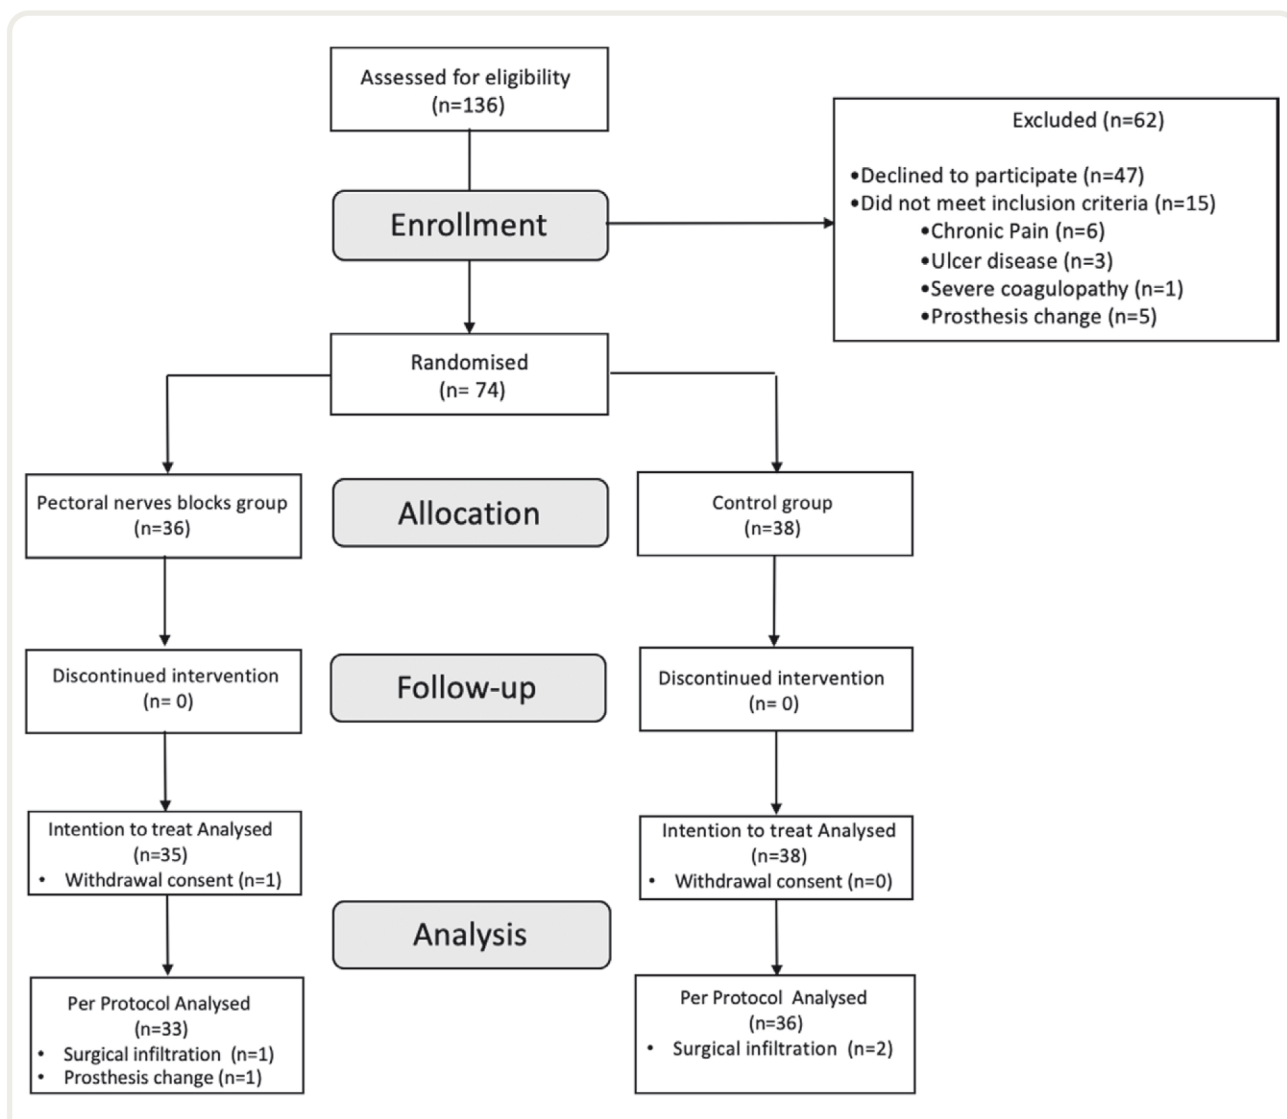 Assessed for eligibility
(n=136)
Excluded (n=62)
•Declined to participate (n=47)
•Did not meet inclusion criteria (n=15)
•Chronic Pain (n=6)
•Ulcer disease (n=3)
•Severe coagulopathy (n=1)
•Prosthesis change (n=5)
Enrollment
Randomised
(n= 74)
Pectoral nerves blocks group
(n=36)
Allocation
Control group
(n=38)
Discontinued intervention
(n= 0)
Follow-up
Discontinued intervention
(n= 0)
Intention to treat Analysed
(n=35)
• Withdrawal consent (n=1)
Intention to treat Analysed
(n=38)
• Withdrawal consent (n=0)
Analysis
Per Protocol Analysed
(n=33)
• Surgical infiltration (n=1)
• Prosthesis change (n=1)
Per Protocol Analysed
(n=36)
• Surgical infiltration (n=2)